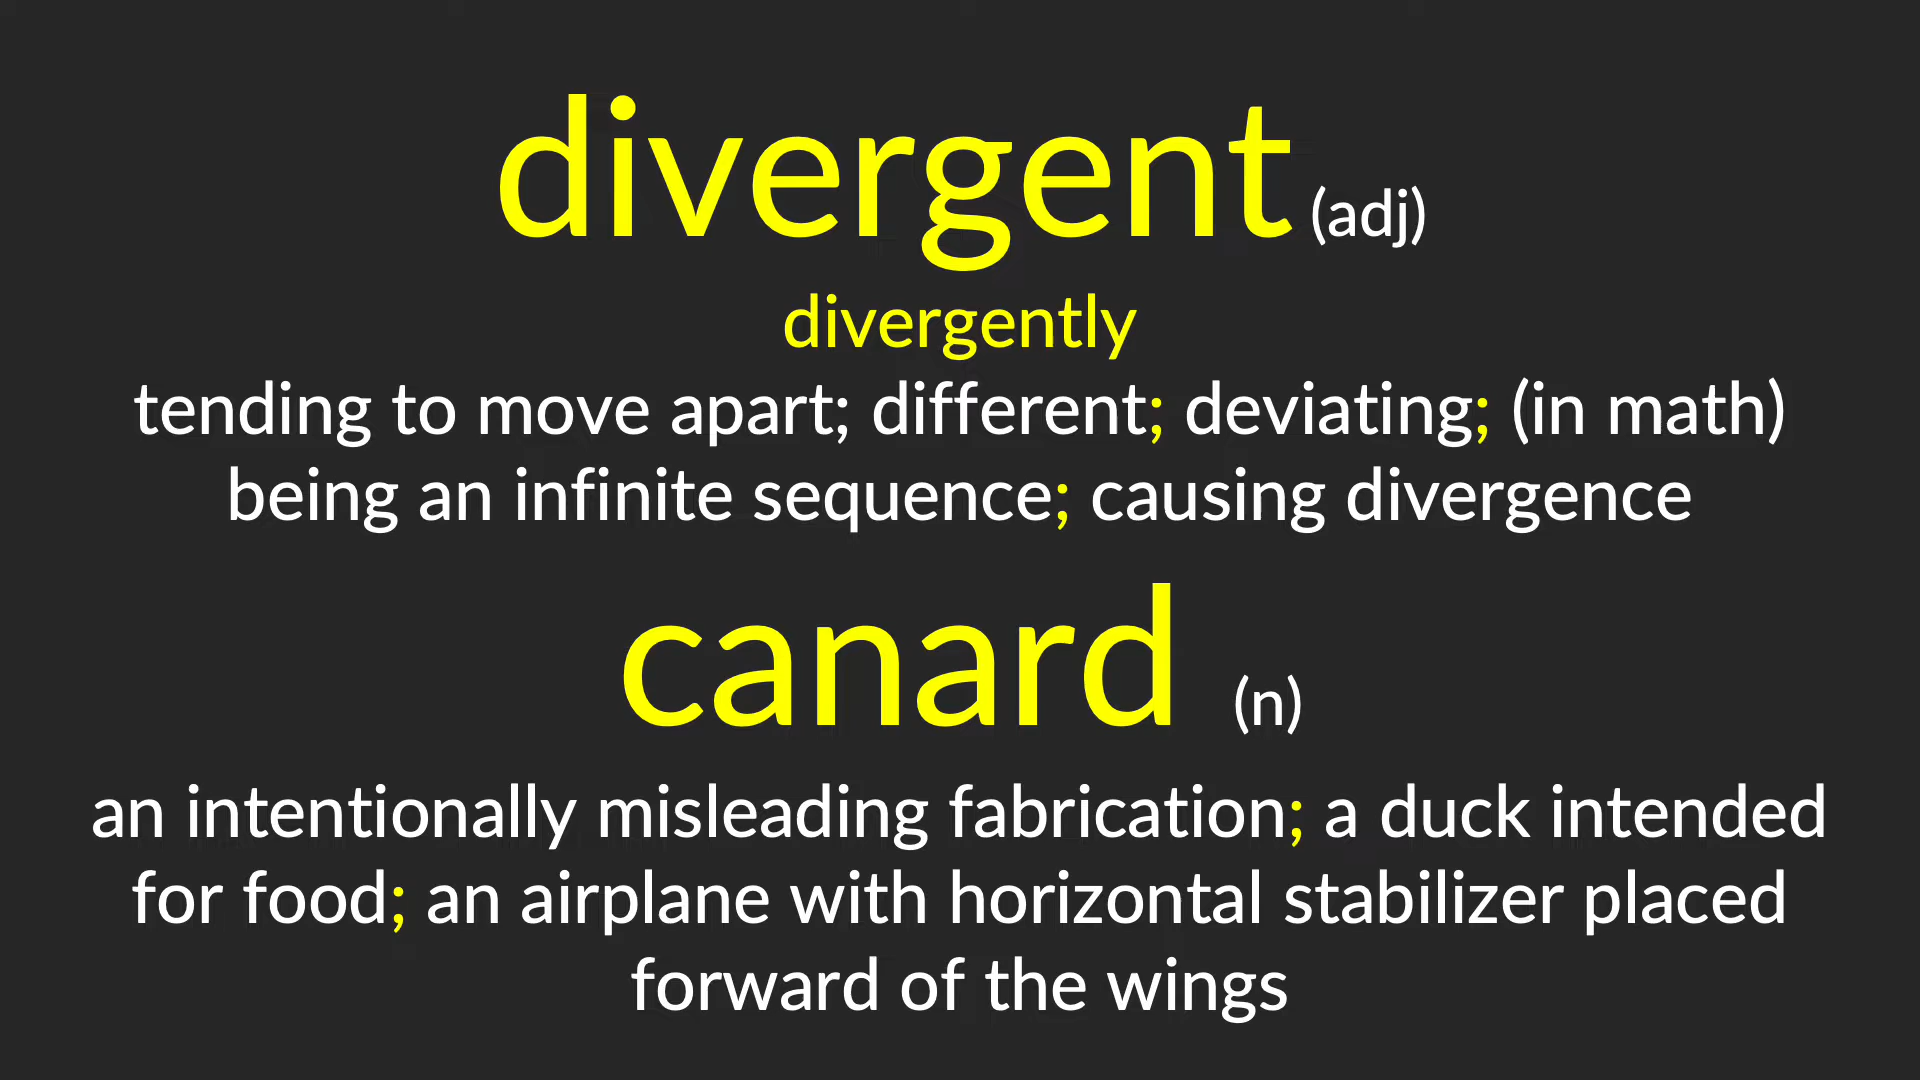 divergent (adj)
divergently
tending to move apart; different; deviating; (in math)
being an infinite sequence; causing divergence
canard (n)
an intentionally misleading fabrication; a duck intended
for food; an airplane with horizontal stabilizer placed
forward of the wings